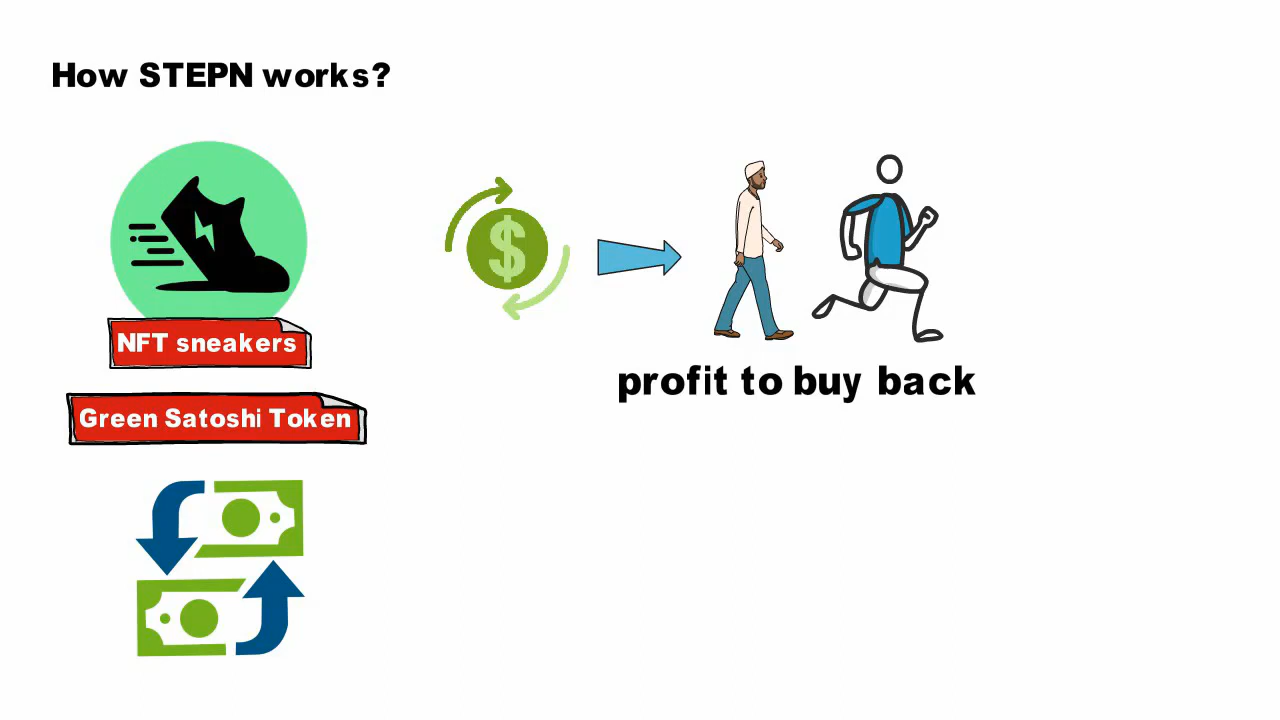 How STEPN works?
NFT sneakers
Green Satoshi Token
$
profit to buy back